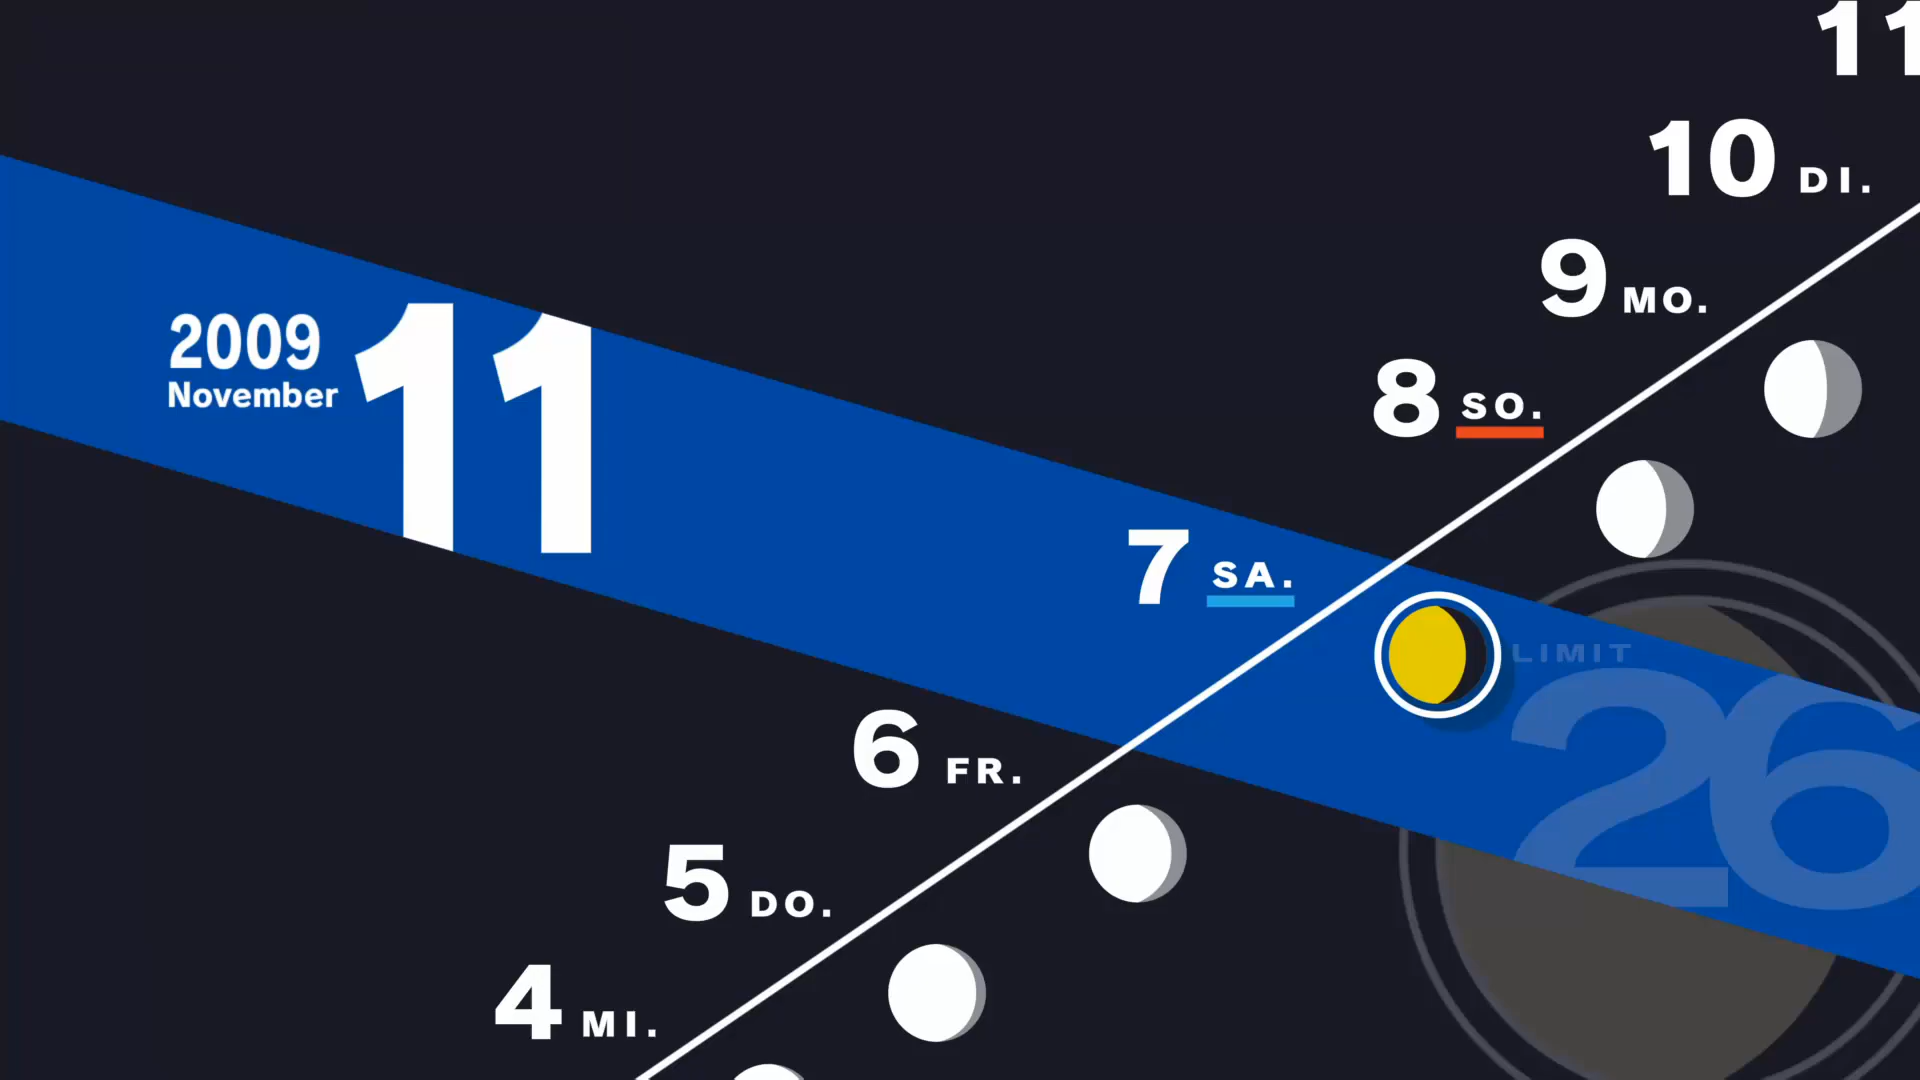 11
10 DI.
9 MO.
2009
November
11
8 SO.
7 SA.
LIMIT
26
6 FR.
5 DO.
4 MI.